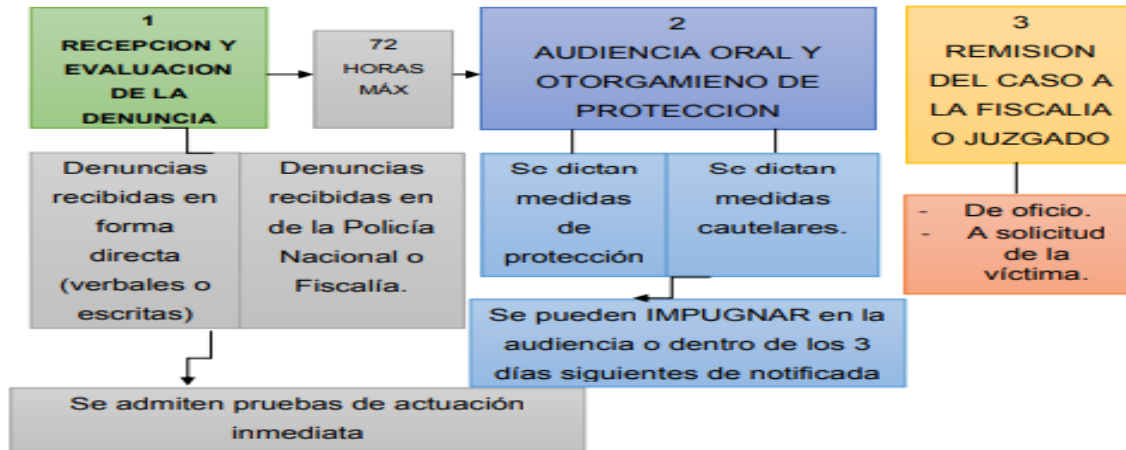 1
RECEPCION Y
EVALUACION
DE LA
DENUNCIA
72
HORAS
MÁX
2
AUDIENCIA ORAL Y
OTORGAMIENO DE
PROTECCION
3
REMISION
DEL CASO A
LA FISCALIA
O JUZGADO
Denuncias
recibidas en
forma
directa
(verbales o
escritas)
Denuncias
recibidas en
de la Policía
Nacional o
Fiscalía.
Se dictan
medidas
de
protección
Se dictan
medidas
cautelares.
- De oficio.
- A solicitud
de la
víctima.
Se pueden IMPUGNAR en la
audiencia o dentro de los 3
días siguientes de notificada
Se admiten pruebas de actuación
inmediata